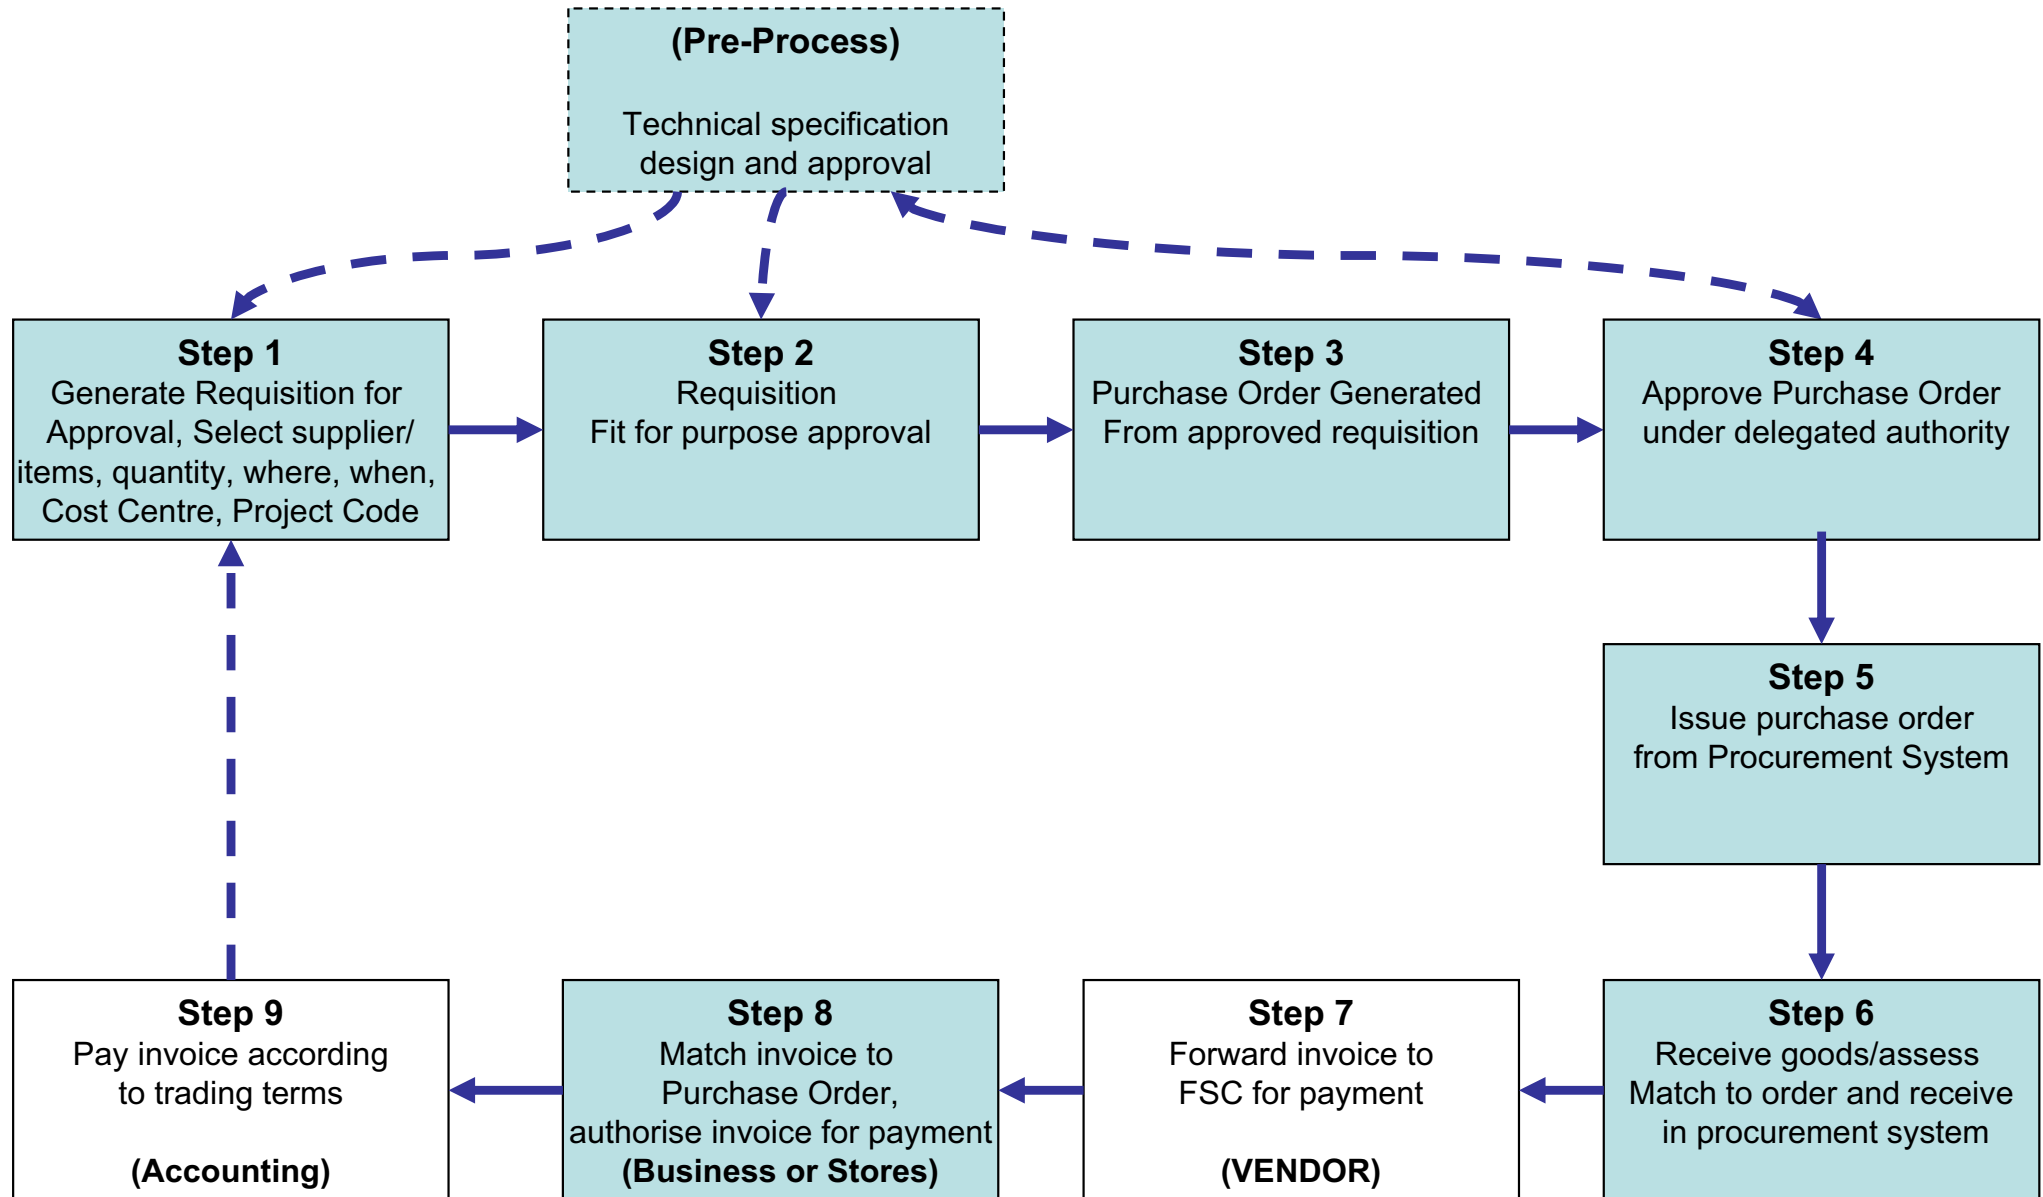 (Pre-Process)
Technical specification
design and approval
Step 1
Generate Requisition for
Approval, Select supplier/
items, quantity, where, when,
Cost Centre, Project Code
Step 2
Requisition
Fit for purpose approval
Step 3
Purchase Order Generated
From approved requisition
Step 4
Approve Purchase Order
under delegated authority
Step 5
Issue purchase order
from Procurement System
Step 6
Receive goods/assess
Match to order and receive
in procurement system
Step 7
Forward invoice to
FSC for payment
(VENDOR)
Step 8
Match invoice to
Purchase Order,
authorise invoice for payment
(Business or Stores)
Step 9
Pay invoice according
to trading terms
(Accounting)